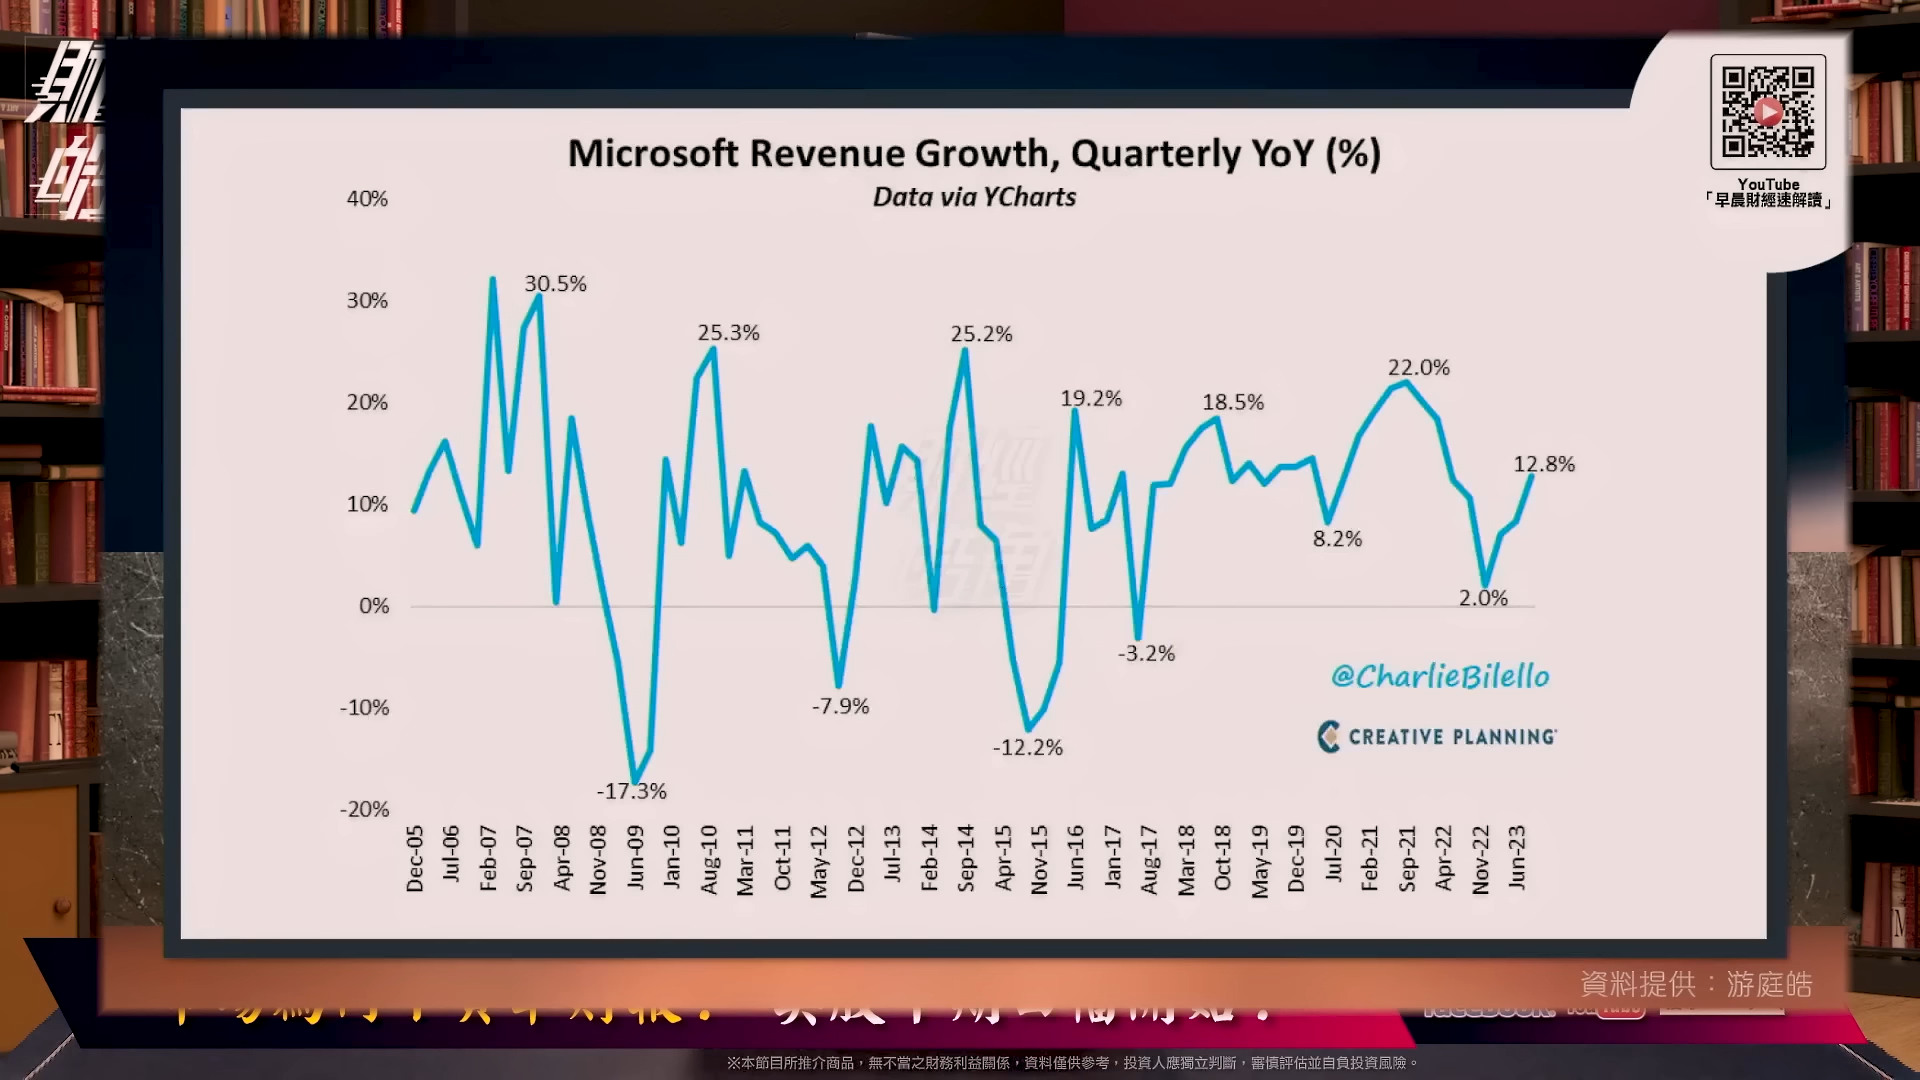 Microsoft Revenue Growth, Quarterly YoY (%)
Data via YCharts
YouTube
「早晨財經速解讀」
40%
30%
20%
10%
0%
-10%
-20%
30.5%
25.3%
25.2%
19.2%
18.5%
22.0%
12.8%
8.2%
2.0%
-3.2%
-7.9%
-12.2%
-17.3%
@CharlieBilello
CREATIVE PLANNING
Dec-05
Jul-06
Feb-07
Sep-07
Apr-08
Nov-08
Jun-09
Jan-10
Aug-10
Mar-11
Oct-11
May-12
Dec-12
Jul-13
Feb-14
Sep-14
Apr-15
Nov-15
Jun-16
Jan-17
Aug-17
Mar-18
Oct-18
May-19
Dec-19
Jul-20
Feb-21
Sep-21
Apr-22
Nov-22
Jun-23
資料提供：游庭皓
※本節目所推介商品，無不當之財務利益關係，資料僅供參考，投資人應獨立判斷，審慎評估並自負投資風險。